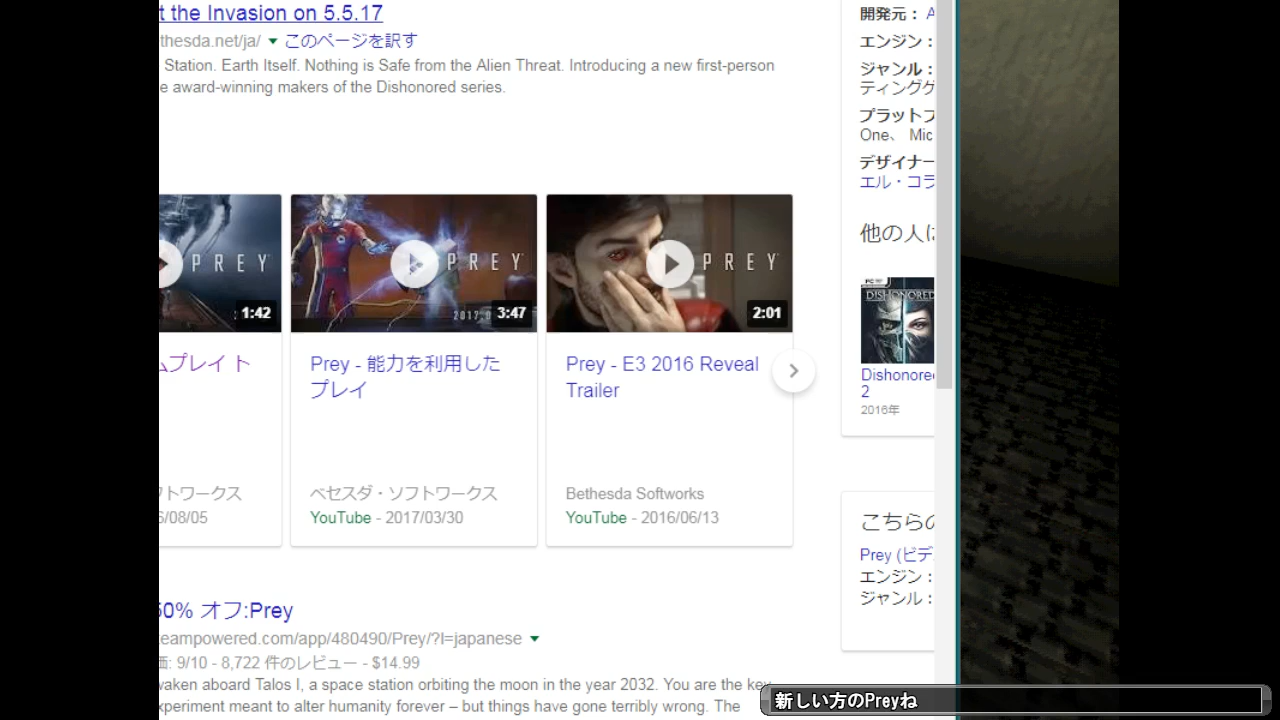 t the Invasion on 5.5.17
thesda.net/ja/ このページを訳す
Station. Earth Itself. Nothing is Safe from the Alien Threat. Introducing a new first-person
e award-winning makers of the Dishonored series.
PREY
1:42
PREY
2017.0
3:47
PREY
2:01
ムプレイ ト
Prey - 能力を利用した
プレイ
Prey - E3 2016 Reveal
Trailer
フトワークス
6/08/05
ベセスダ・ソフトワークス
YouTube - 2017/03/30
Bethesda Softworks
YouTube - 2016/06/13
50% オフ:Prey
eampowered.com/app/480490/Prey/?l=japanese
価: 9/10 - 8,722 件のレビュー - $14.99
waken aboard Talos I, a space station orbiting the moon in the year 2032. You are the key
xperiment meant to alter humanity forever – but things have gone terribly wrong. The
開発元: A
エンジン:
ジャンル:
ティングゲ
プラットフ
One、 Mic
デザイナー
エル・コラ
他の人に
PC
DISHONORED
Dishonored
2
2016年
こちらの
Prey (ビデ
エンジン:
ジャンル:
新しい方のPreyね